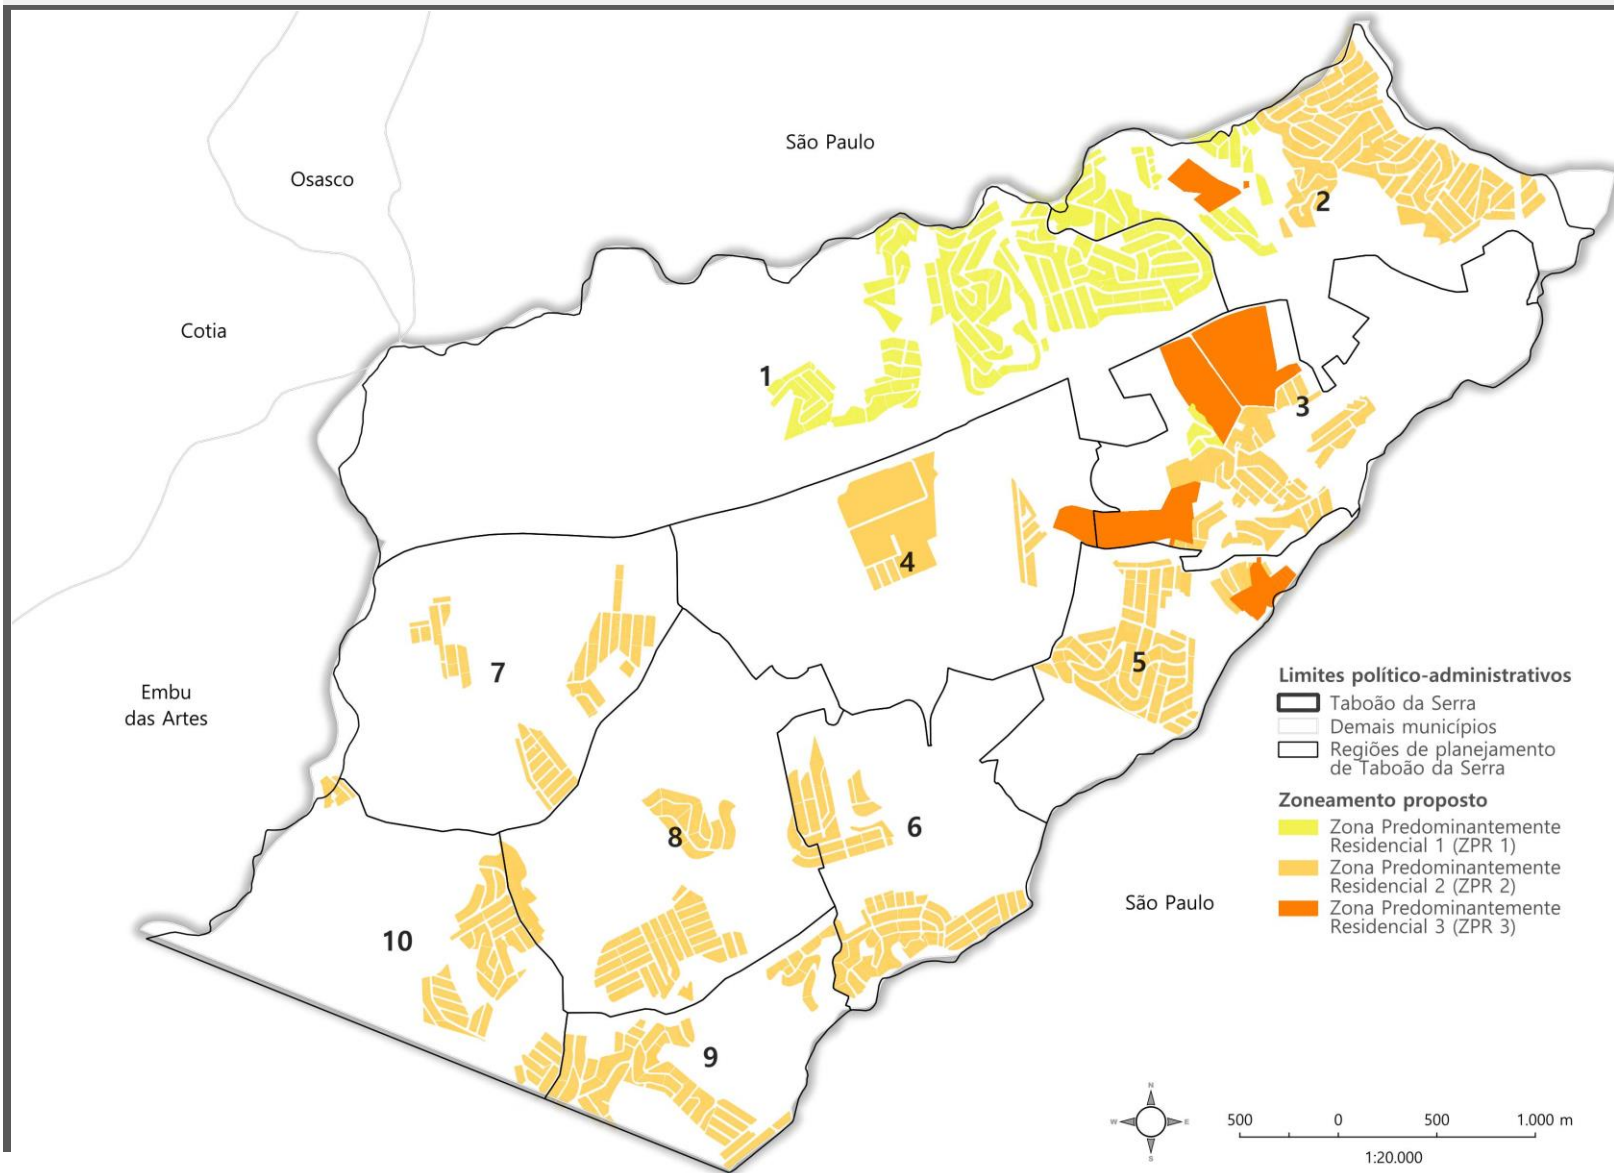 São Paulo
Osasco
2
Cotia
1
3
4
5
7
Embu
das Artes
6
8
São Paulo
10
9
Limites político-administrativos
Taboão da Serra
Demais municípios
Regiões de planejamento
de Taboão da Serra
Zoneamento proposto
Zona Predominantemente
Residencial 1 (ZPR 1)
Zona Predominantemente
Residencial 2 (ZPR 2)
Zona Predominantemente
Residencial 3 (ZPR 3)
N
W
E
S
500 0 500 1.000 m
1:20.000